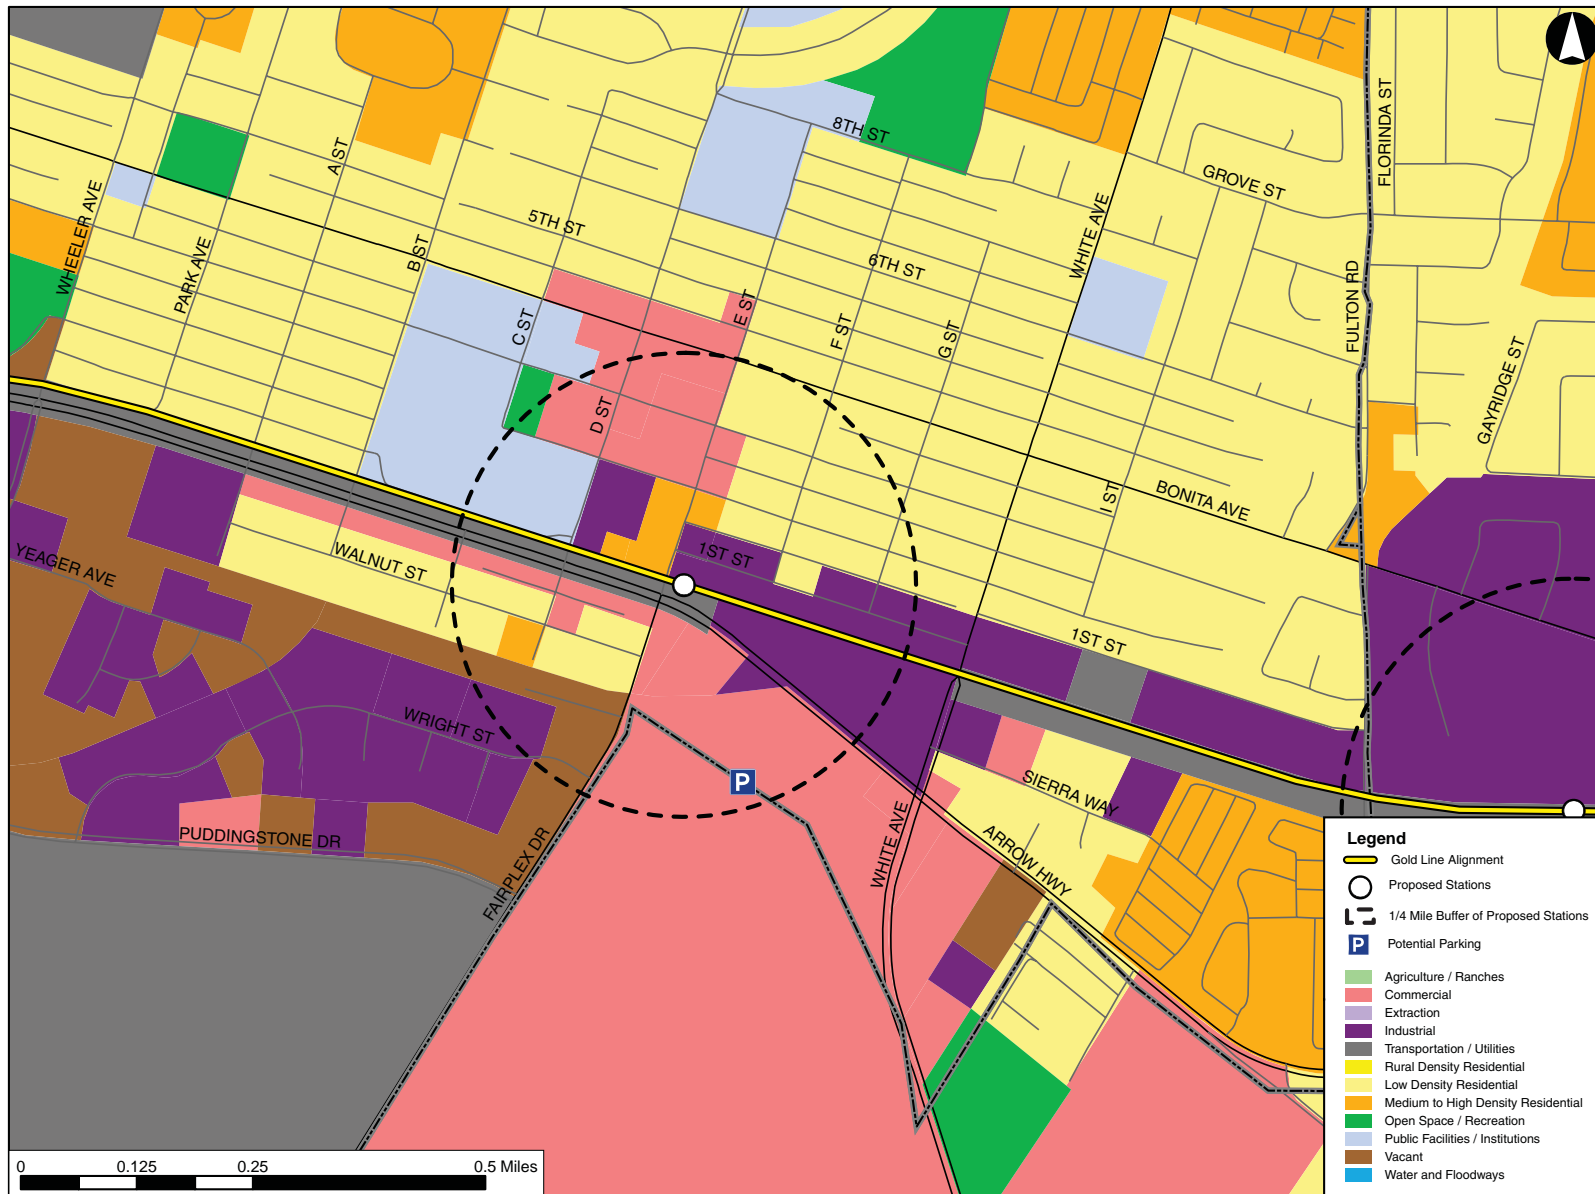 FLORINDA ST
8TH ST
A ST
GROVE ST
WHEELER AVE
5TH ST
WHITE AVE
PARK AVE
B ST
6TH ST
C ST
E ST
F ST
G ST
FULTON RD
GAYRIDGE ST
D ST
I ST
BONITA AVE
YEAGER AVE
WALNUT ST
1ST ST
1ST ST
WRIGHT ST
P
SIERRA WAY
PUDDINGSTONE DR
FAIRPLEX DR
WHITE AVE
ARROW HWY
Legend
Gold Line Alignment
Proposed Stations
1/4 Mile Buffer of Proposed Stations
P Potential Parking
Agriculture / Ranches
Commercial
Extraction
Industrial
Transportation / Utilities
Rural Density Residential
Low Density Residential
Medium to High Density Residential
Open Space / Recreation
Public Facilities / Institutions
Vacant
Water and Floodways
0 0.125 0.25 0.5 Miles